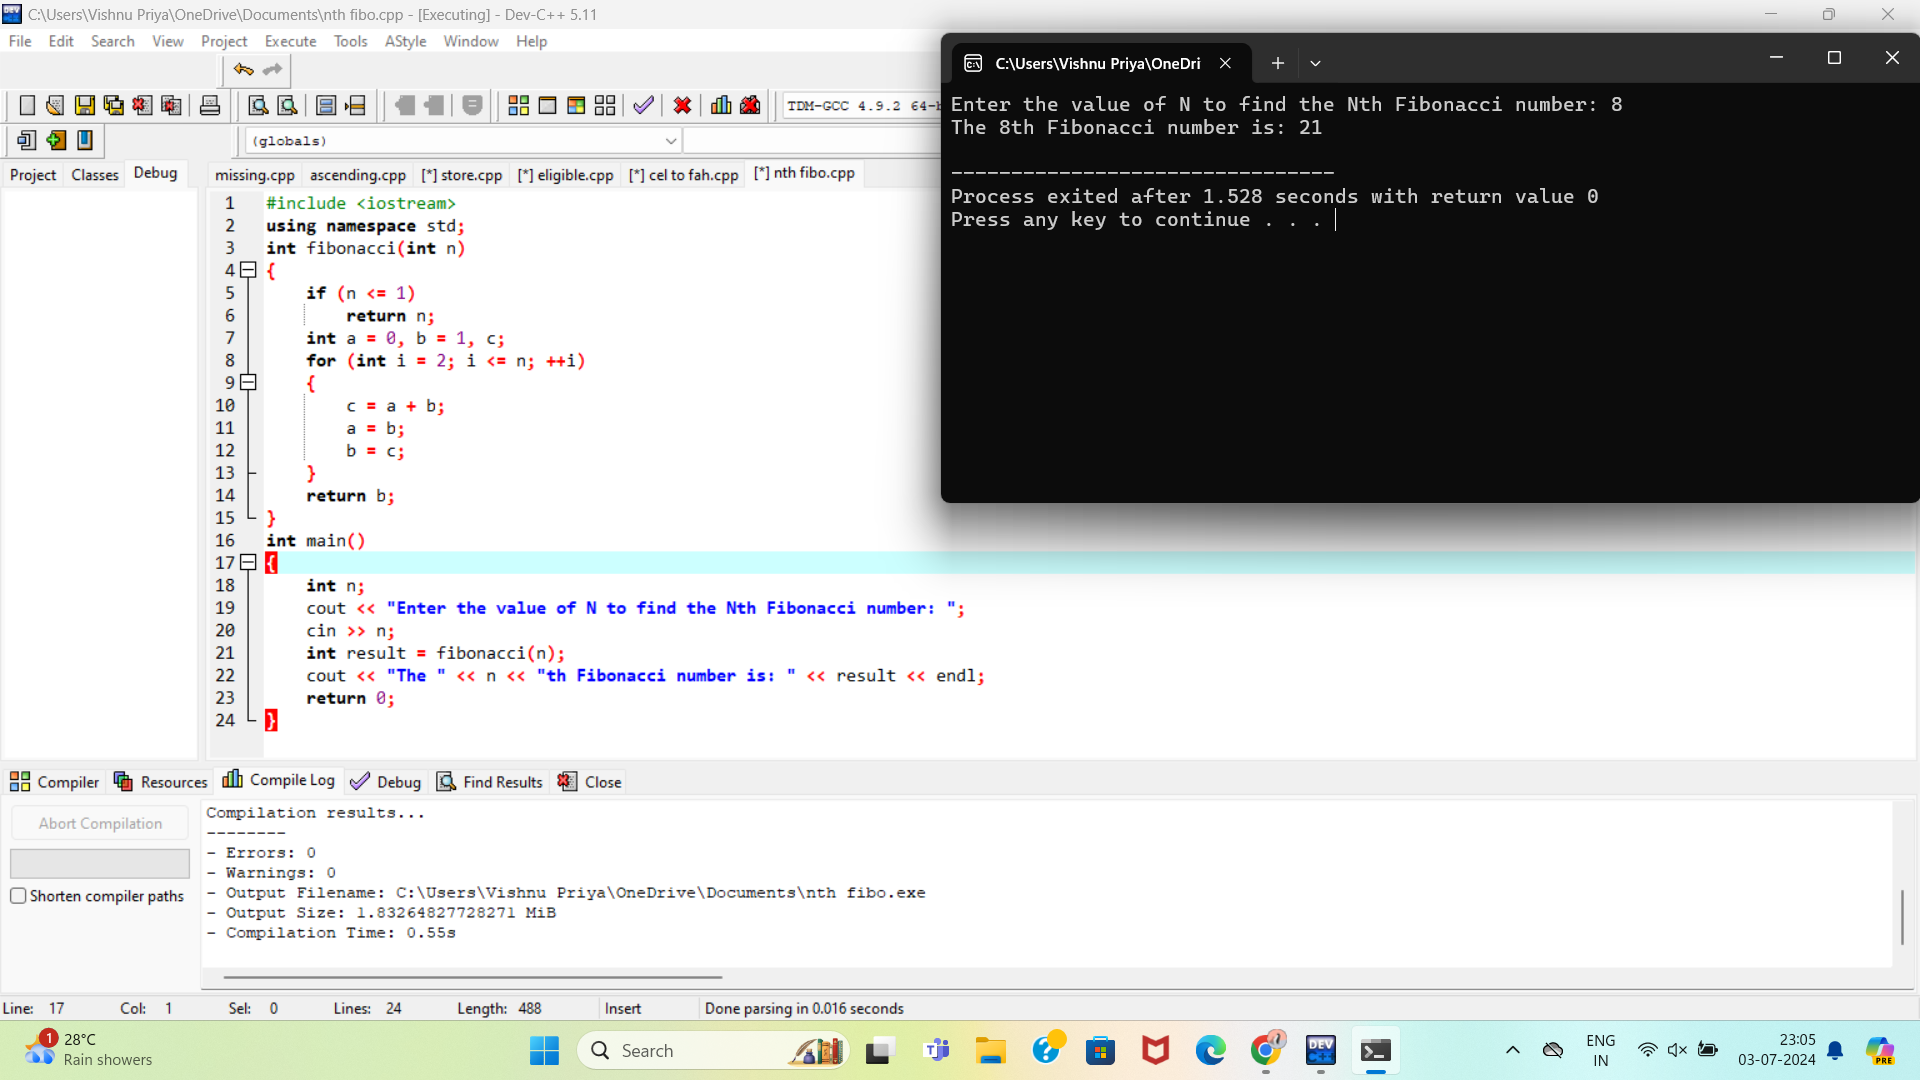 C:\Users\Vishnu Priya\OneDrive\Documents\nth fibo.cpp - [Executing] - Dev-C++ 5.11
File Edit Search View Project Execute Tools AStyle Window Help
TDM-GCC 4.9.2 64-b
(globals)
Project Classes Debug
missing.cpp ascending.cpp [*] store.cpp [*] eligible.cpp [*] cel to fah.cpp [*] nth fibo.cpp
1 #include <iostream>
2 using namespace std;
3 int fibonacci(int n)
4 {
5 if (n <= 1)
6 return n;
7 int a = 0, b = 1, c;
8 for (int i = 2; i <= n; ++i)
9 {
10 c = a + b;
11 a = b;
12 b = c;
13 }
14 return b;
15 }
16 int main()
17 {
18 int n;
19 cout << "Enter the value of N to find the Nth Fibonacci number: ";
20 cin >> n;
21 int result = fibonacci(n);
22 cout << "The " << n << "th Fibonacci number is: " << result << endl;
23 return 0;
24 }
C:\Users\Vishnu Priya\OneDri
Enter the value of N to find the Nth Fibonacci number: 8
The 8th Fibonacci number is: 21
--------------------------------
Process exited after 1.528 seconds with return value 0
Press any key to continue . . .
Compiler Resources Compile Log Debug Find Results Close
Abort Compilation
Shorten compiler paths
Compilation results...
--------
- Errors: 0
- Warnings: 0
- Output Filename: C:\Users\Vishnu Priya\OneDrive\Documents\nth fibo.exe
- Output Size: 1.83264827728271 MiB
- Compilation Time: 0.55s
Line: 17 Col: 1 Sel: 0 Lines: 24 Length: 488 Insert Done parsing in 0.016 seconds
1
28°C
Rain showers
Search
DEV
ENG
IN
23:05
03-07-2024
PRE